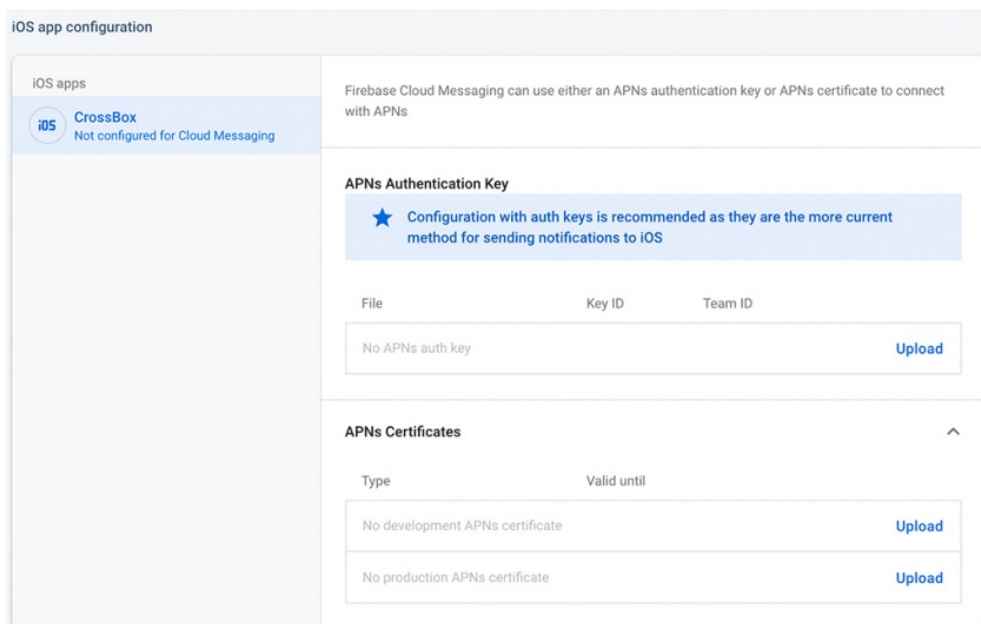 iOS app configuration
iOS apps
iOS
CrossBox
Not configured for Cloud Messaging
Firebase Cloud Messaging can use either an APNs authentication key or APNs certificate to connect
with APNs
APNs Authentication Key
Configuration with auth keys is recommended as they are the more current
method for sending notifications to iOS
File Key ID Team ID
No APNs auth key Upload
APNs Certificates
Type Valid until
No development APNs certificate Upload
No production APNs certificate Upload